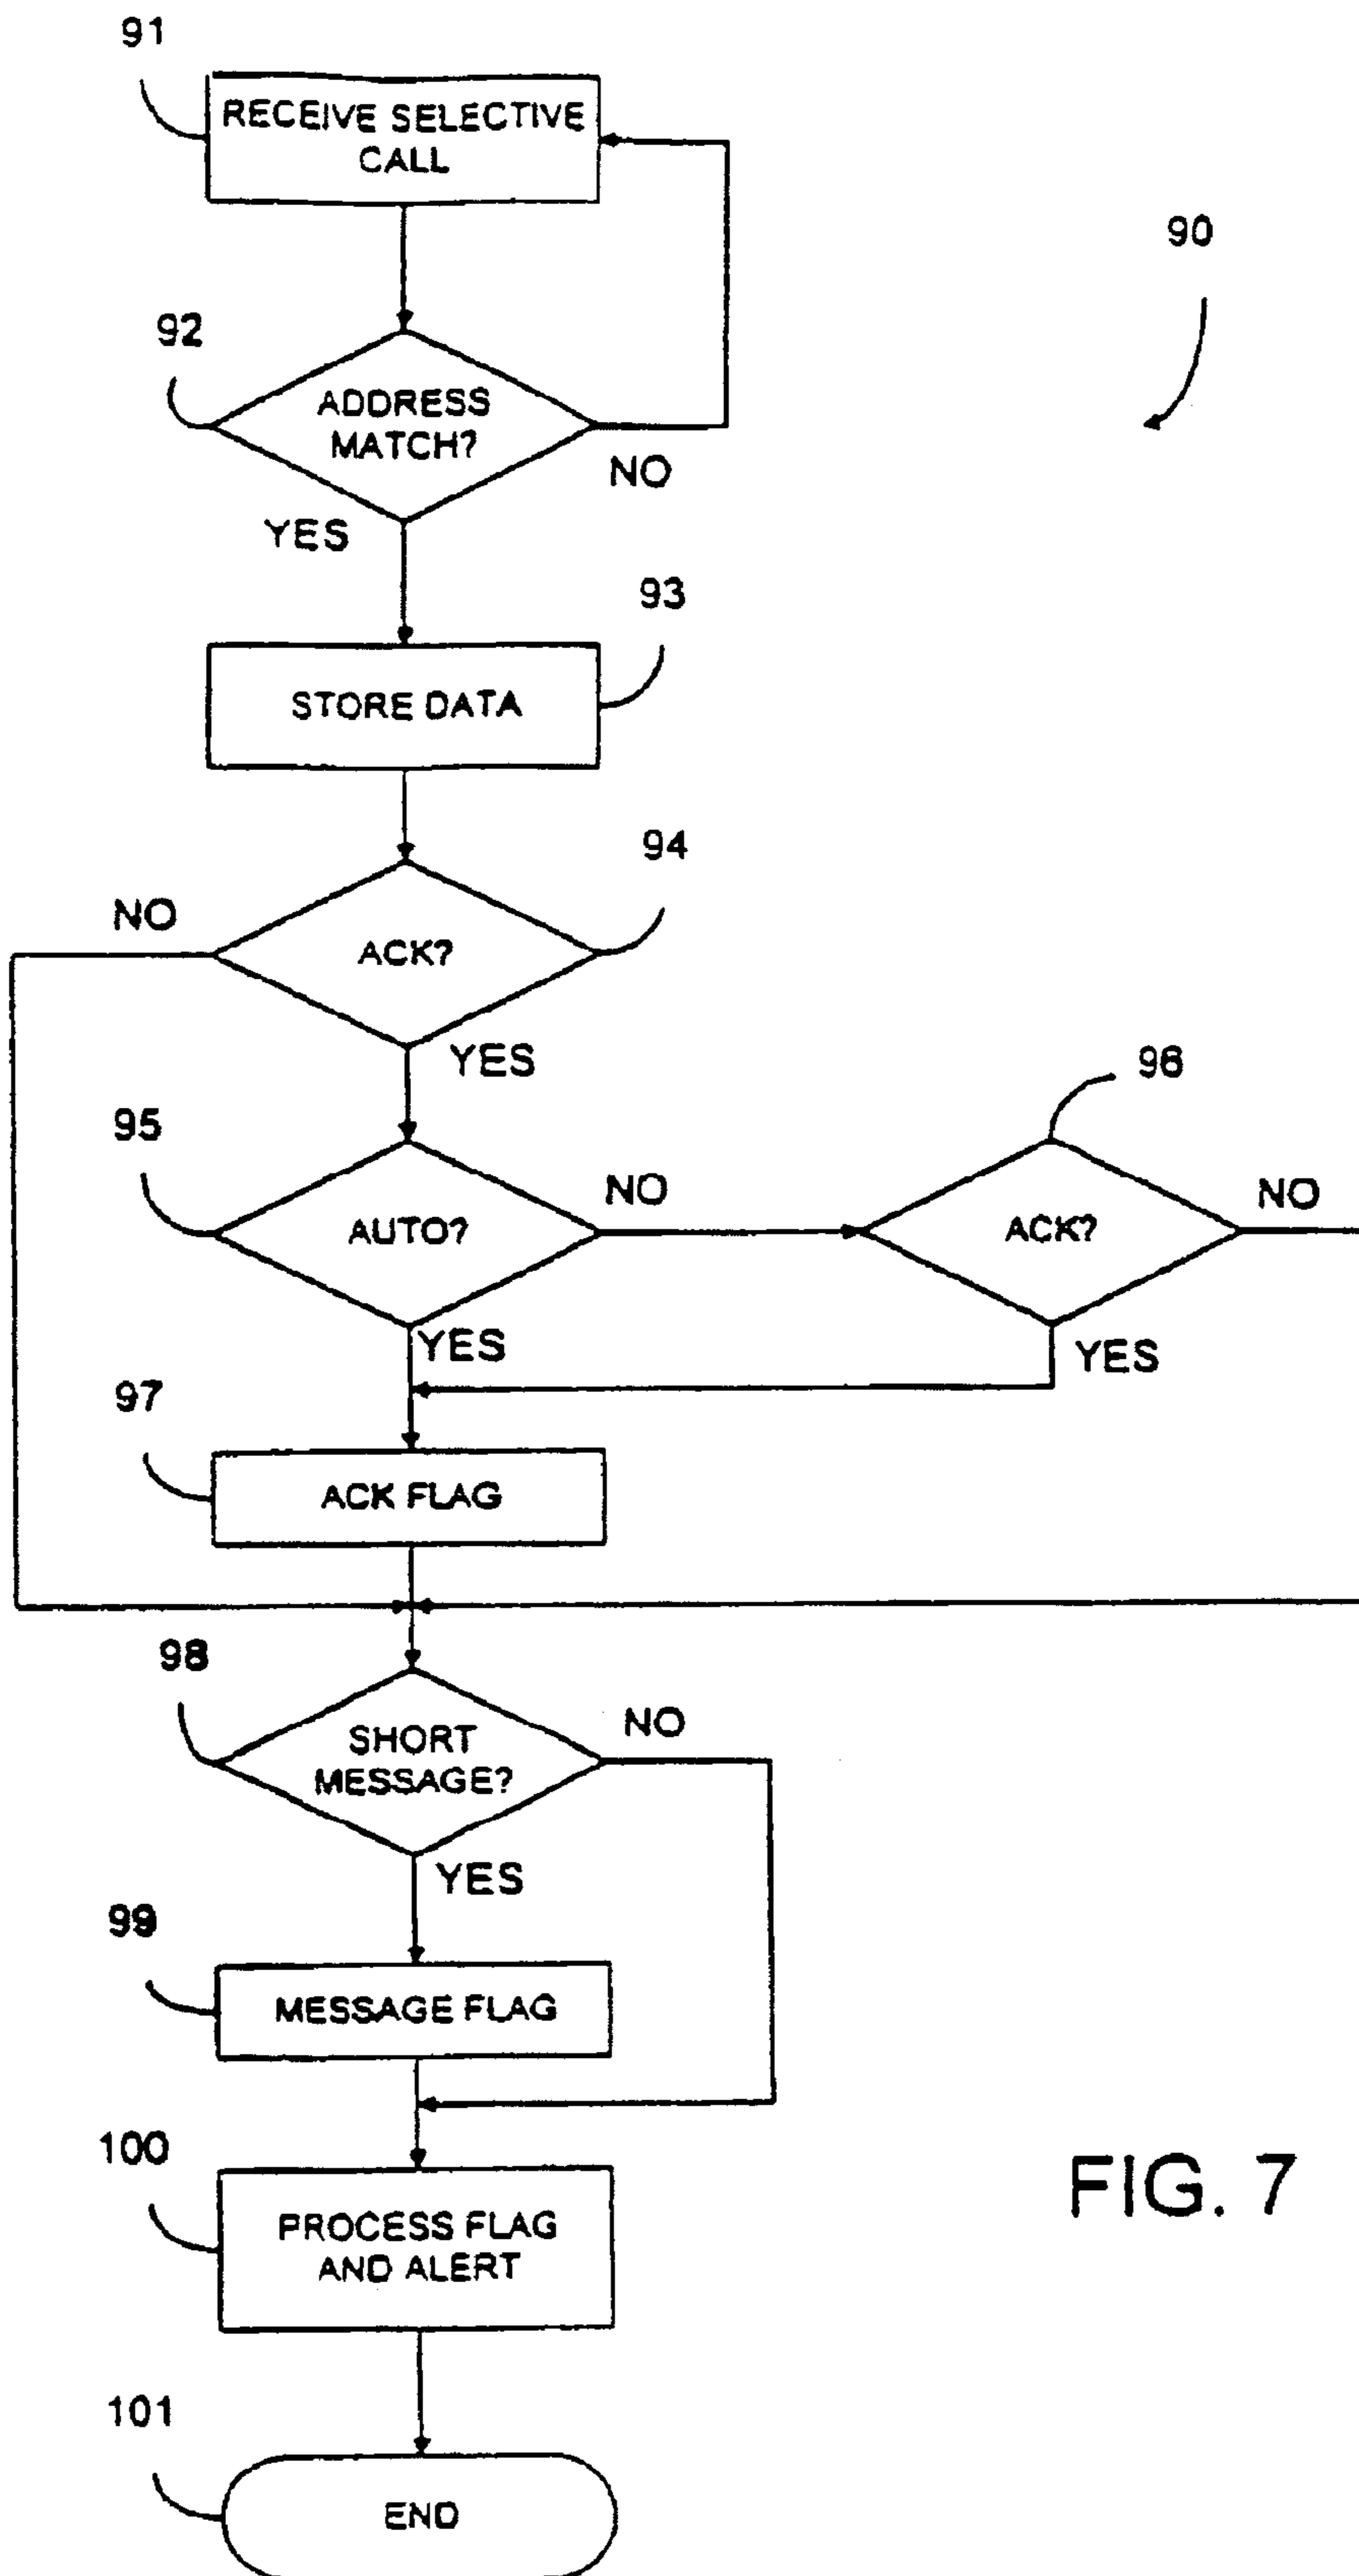 91
RECEIVE SELECTIVE
CALL
90
92
ADDRESS
MATCH?
NO
YES
93
STORE DATA
94
NO
ACK?
YES
96
95
NO
NO
AUTO?
ACK?
YES
YES
97
ACK FLAG
98
NO
SHORT
MESSAGE?
YES
99
MESSAGE FLAG
100
PROCESS FLAG
AND ALERT
FIG. 7
101
END